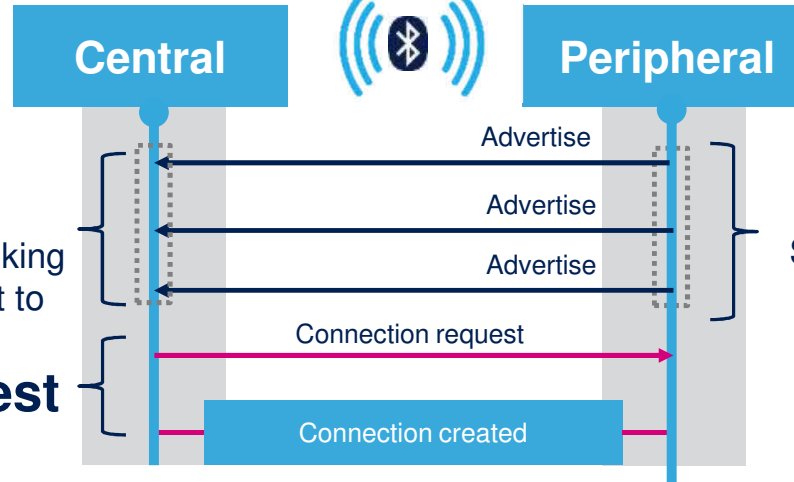 Central
Peripheral
Advertise
Advertise
Advertise
king
t to
Connection request
est
Connection created